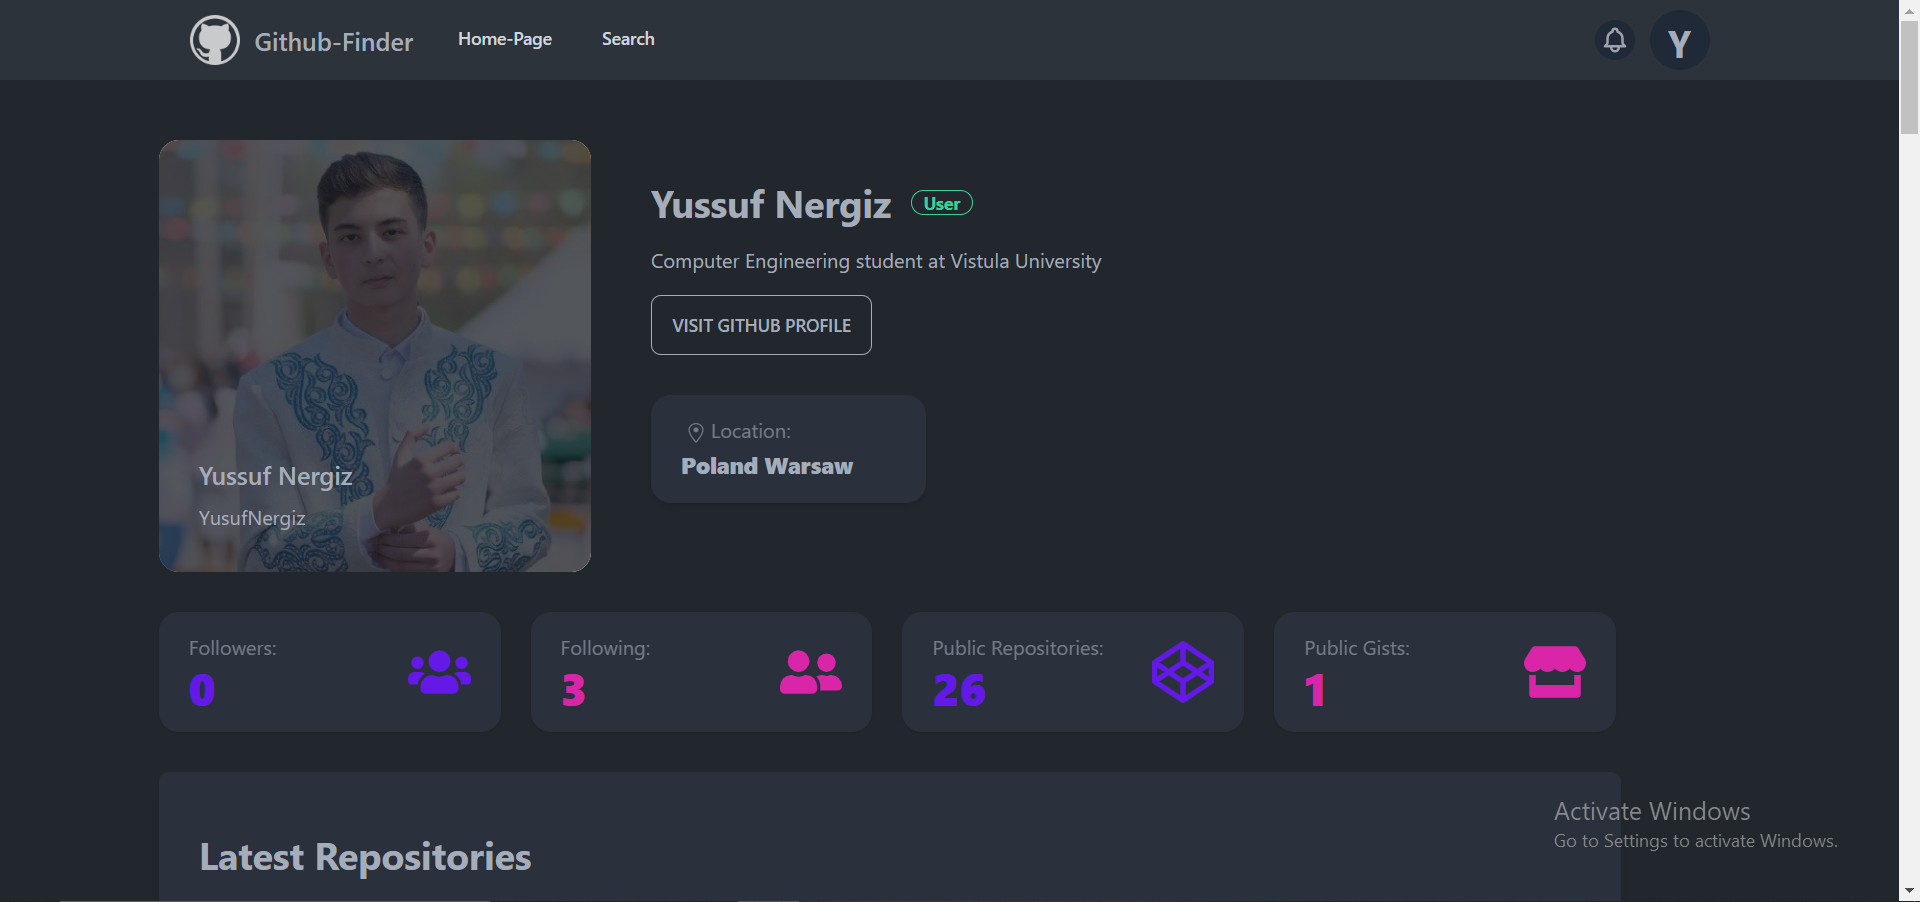 Github-Finder
Home-Page
Search
Y
Yussuf Nergiz
User
Computer Engineering student at Vistula University
VISIT GITHUB PROFILE
Location:
Poland Warsaw
Yussuf Nergiz
YusufNergiz
Followers:
0
Following:
3
Public Repositories:
26
Public Gists:
1
Latest Repositories
Activate Windows
Go to Settings to activate Windows.